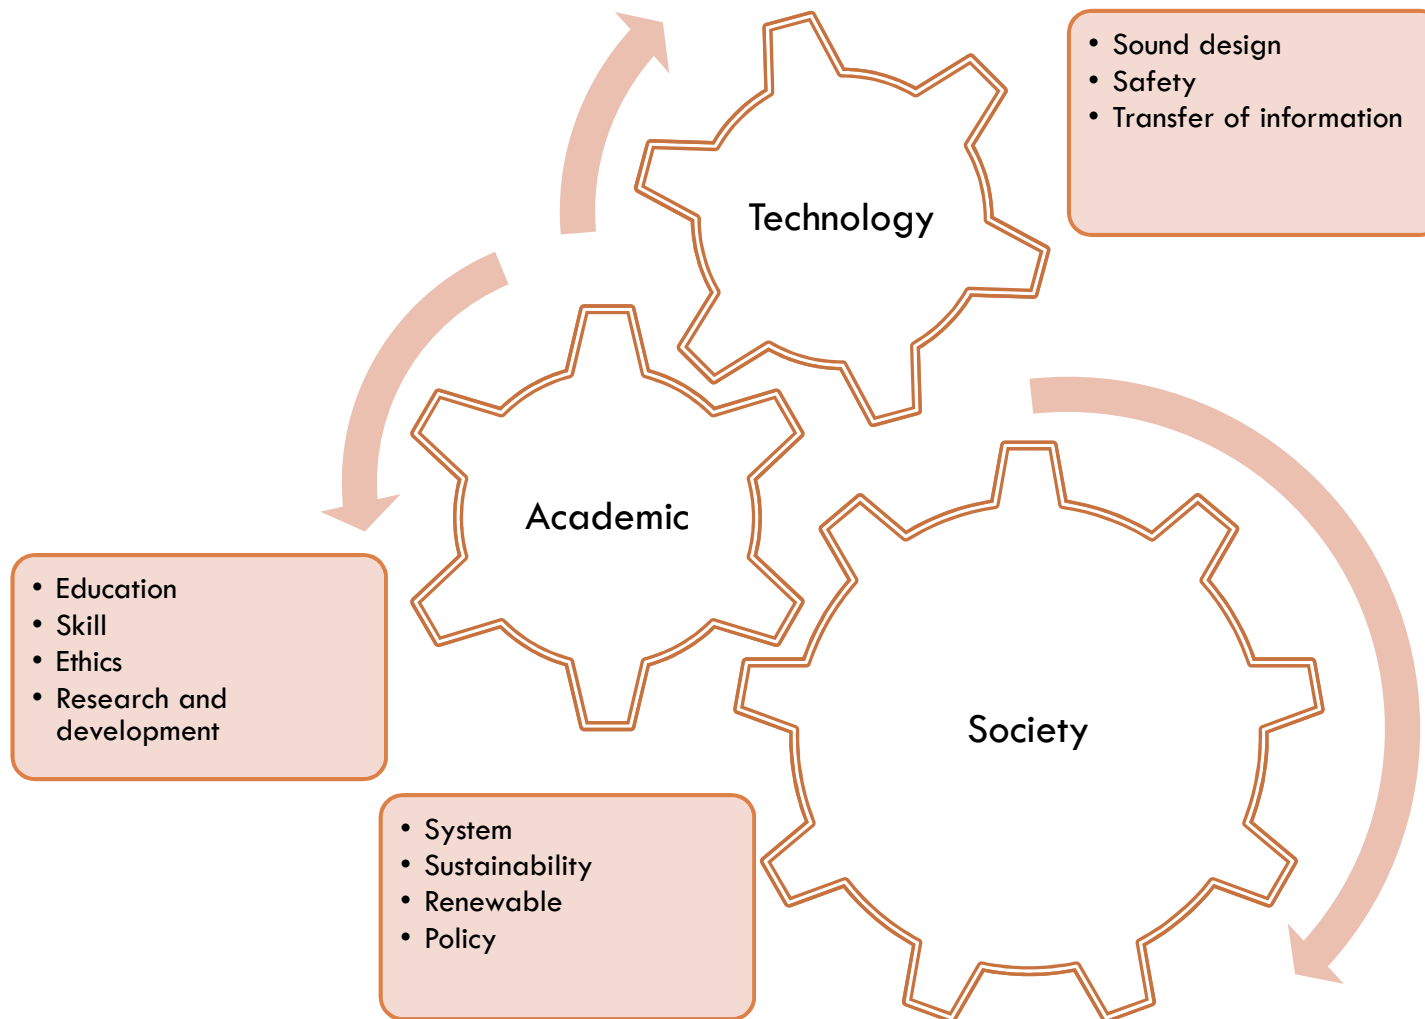 • Sound design
• Safety
• Transfer of information
Technology
Academic
• Education
• Skill
• Ethics
• Research and
development
Society
• System
• Sustainability
• Renewable
• Policy